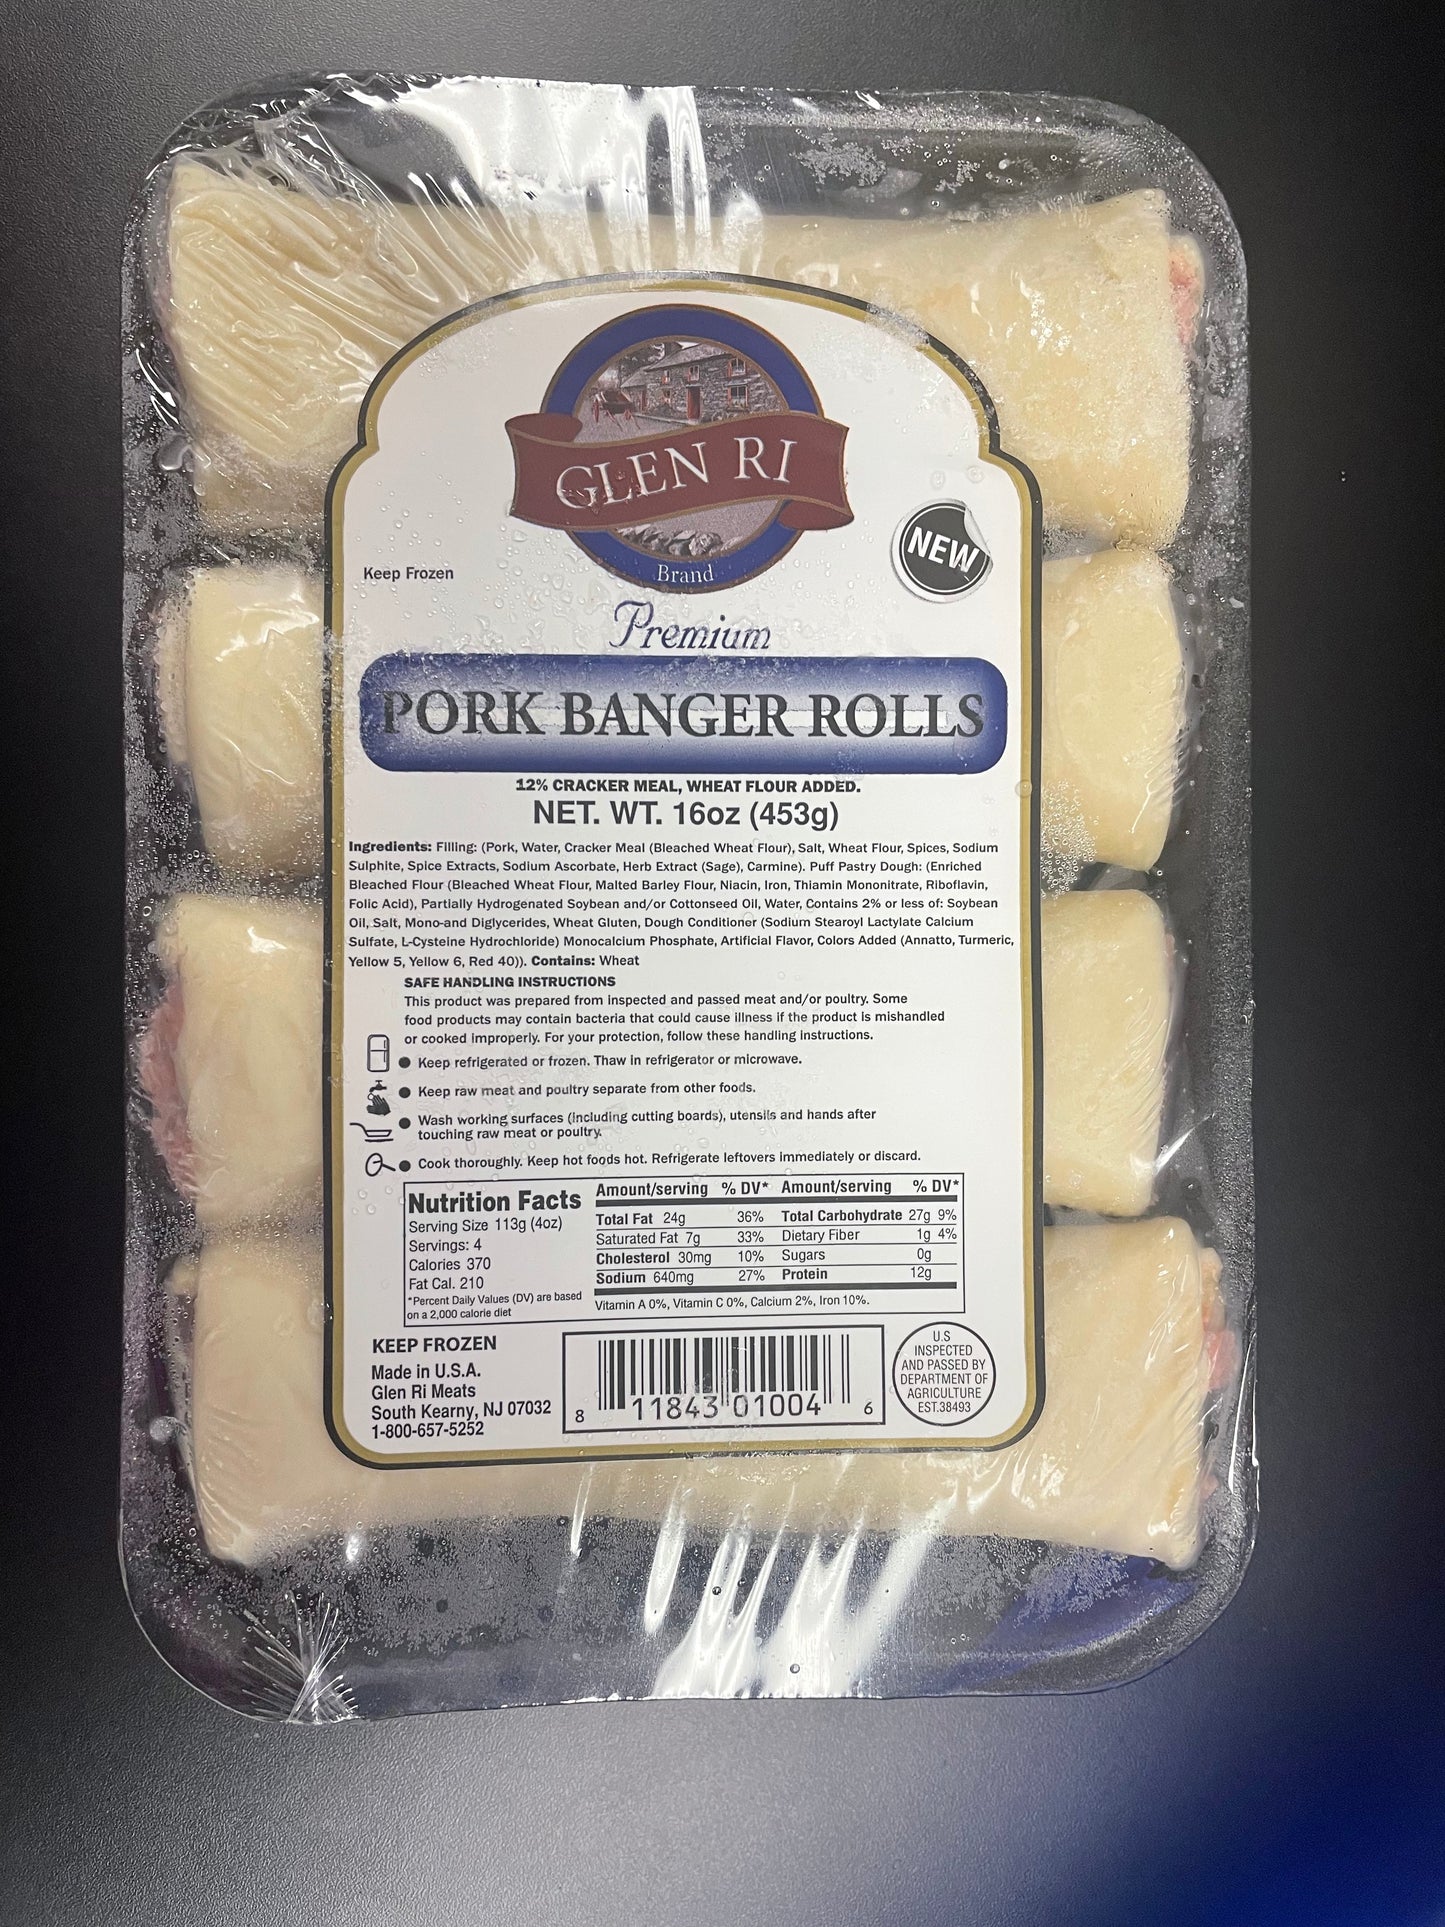 GLEN RI
Brand
NEW
Keep Frozen
Premium
PORK BANGER ROLLS
12% CRACKER MEAL, WHEAT FLOUR ADDED.
NET. WT. 16oz (453g)
Ingredients: Filling: (Pork, Water, Cracker Meal (Bleached Wheat Flour), Salt, Wheat Flour, Spices, Sodium
Sulphite, Spice Extracts, Sodium Ascorbate, Herb Extract (Sage), Carmine). Puff Pastry Dough: (Enriched
Bleached Flour (Bleached Wheat Flour, Malted Barley Flour, Niacin, Iron, Thiamin Mononitrate, Riboflavin,
Folic Acid), Partially Hydrogenated Soybean and/or Cottonseed Oil, Water, Contains 2% or less of: Soybean
Oil, Salt, Mono-and Diglycerides, Wheat Gluten, Dough Conditioner (Sodium Stearoyl Lactylate Calcium
Sulfate, L-Cysteine Hydrochloride) Monocalcium Phosphate, Artificial Flavor, Colors Added (Annatto, Turmeric,
Yellow 5, Yellow 6, Red 40)). Contains: Wheat
SAFE HANDLING INSTRUCTIONS
This product was prepared from inspected and passed meat and/or poultry. Some
food products may contain bacteria that could cause illness if the product is mishandled
or cooked improperly. For your protection, follow these handling instructions.
Keep refrigerated or frozen. Thaw in refrigerator or microwave.
Keep raw meat and poultry separate from other foods.
Wash working surfaces (including cutting boards), utensils and hands after
touching raw meat or poultry.
Cook thoroughly. Keep hot foods hot. Refrigerate leftovers immediately or discard.
Nutrition Facts
Serving Size 113g (4oz)
Servings: 4
Calories 370
Fat Cal. 210
*Percent Daily Values (DV) are based
on a 2,000 calorie diet
Amount/serving % DV* Amount/serving % DV*
Total Fat 24g 36% Total Carbohydrate 27g 9%
Saturated Fat 7g 33% Dietary Fiber 1g 4%
Cholesterol 30mg 10% Sugars 0g
Sodium 640mg 27% Protein 12g
Vitamin A 0%, Vitamin C 0%, Calcium 2%, Iron 10%.
KEEP FROZEN
Made in U.S.A.
Glen Ri Meats
South Kearny, NJ 07032
1-800-657-5252
8 11843 01004 6
U.S
INSPECTED
AND PASSED BY
DEPARTMENT OF
AGRICULTURE
EST.38493